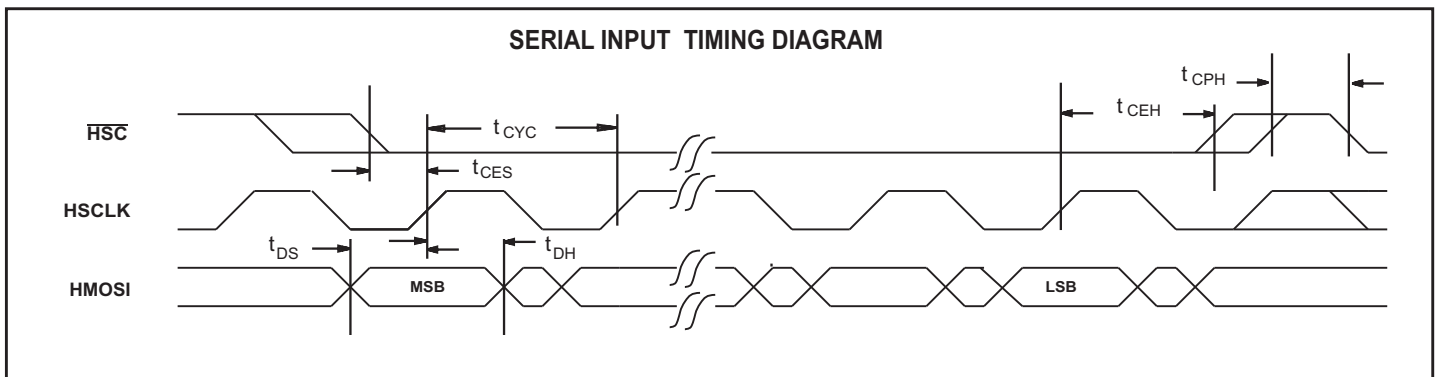 SERIAL INPUT TIMING DIAGRAM
t CPH
t CEH
HSC
t CYC
t CES
HSCLK
t DS
t DH
HMOSI
MSB
LSB